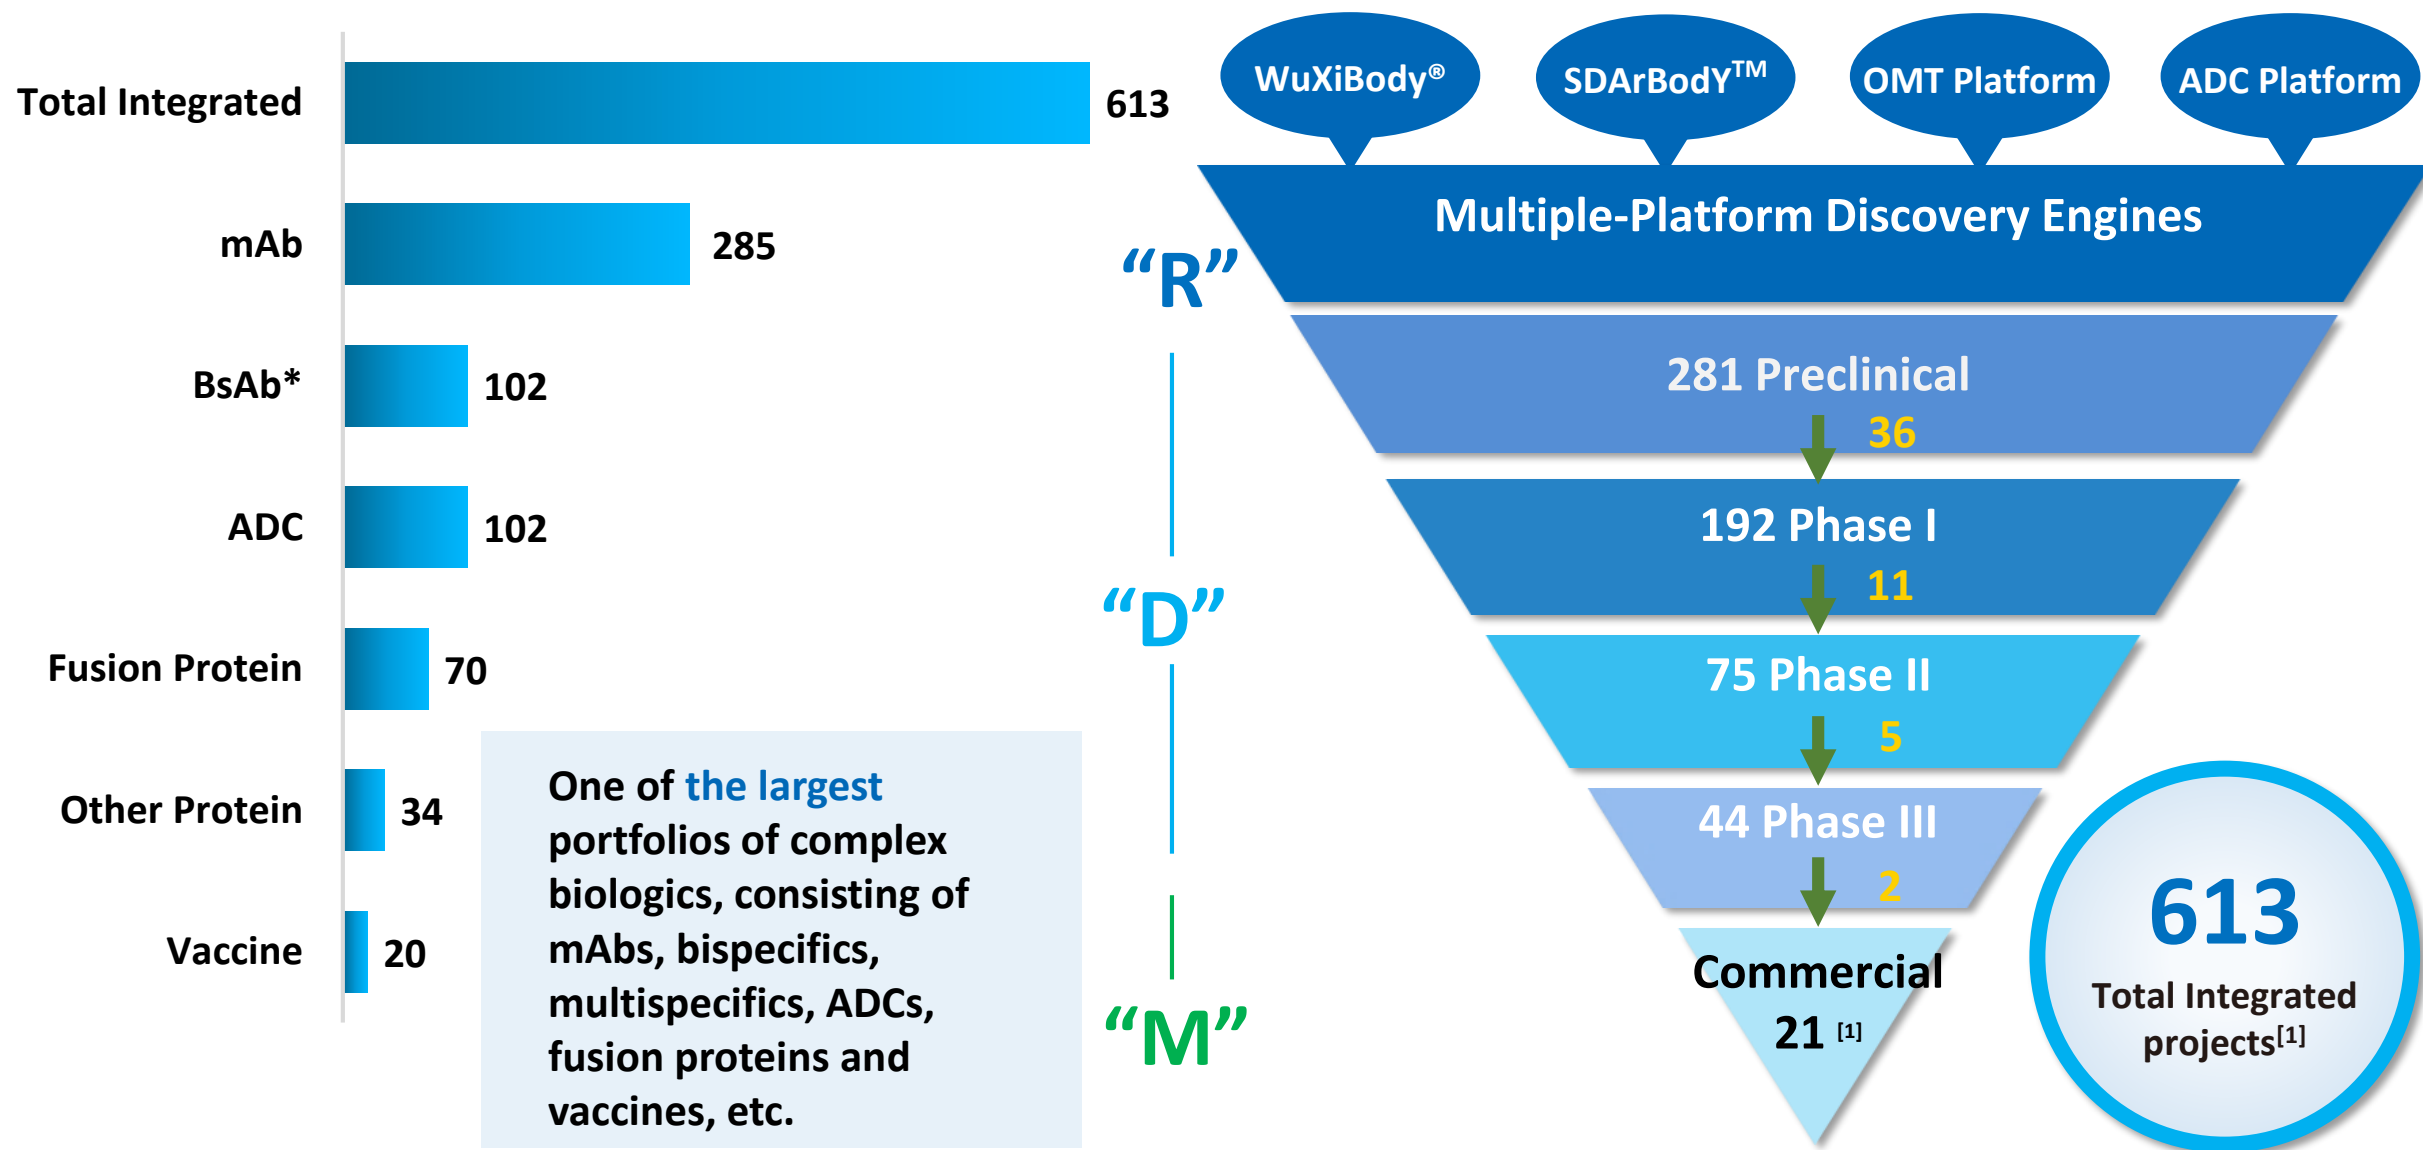 Total Integrated
613
mAb
285
BsAb*
102
ADC
102
Fusion Protein
70
Other Protein
34
Vaccine
20
One of the largest
portfolios of complex
biologics, consisting of
mAbs, bispecifics,
multispecifics, ADCs,
fusion proteins and
vaccines, etc.
“R”
“D”
“M”
WuXiBody®
SDArBodY™
OMT Platform
ADC Platform
Multiple-Platform Discovery Engines
281 Preclinical
36
192 Phase I
11
75 Phase II
5
44 Phase III
2
Commercial
21 [1]
613
Total Integrated
projects[1]